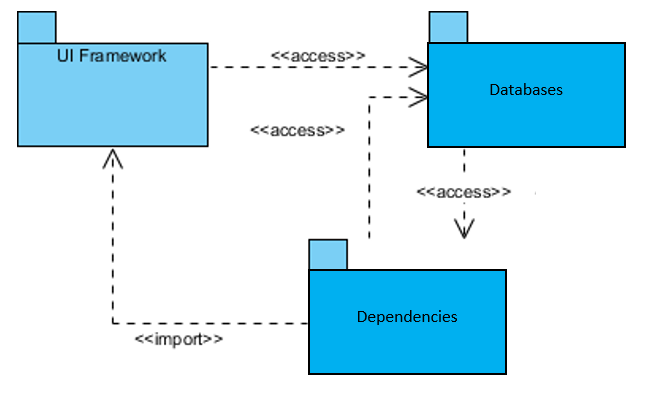 UI Framework
<<access>>
Databases
<<access>>
<<access>>
Dependencies
<<import>>